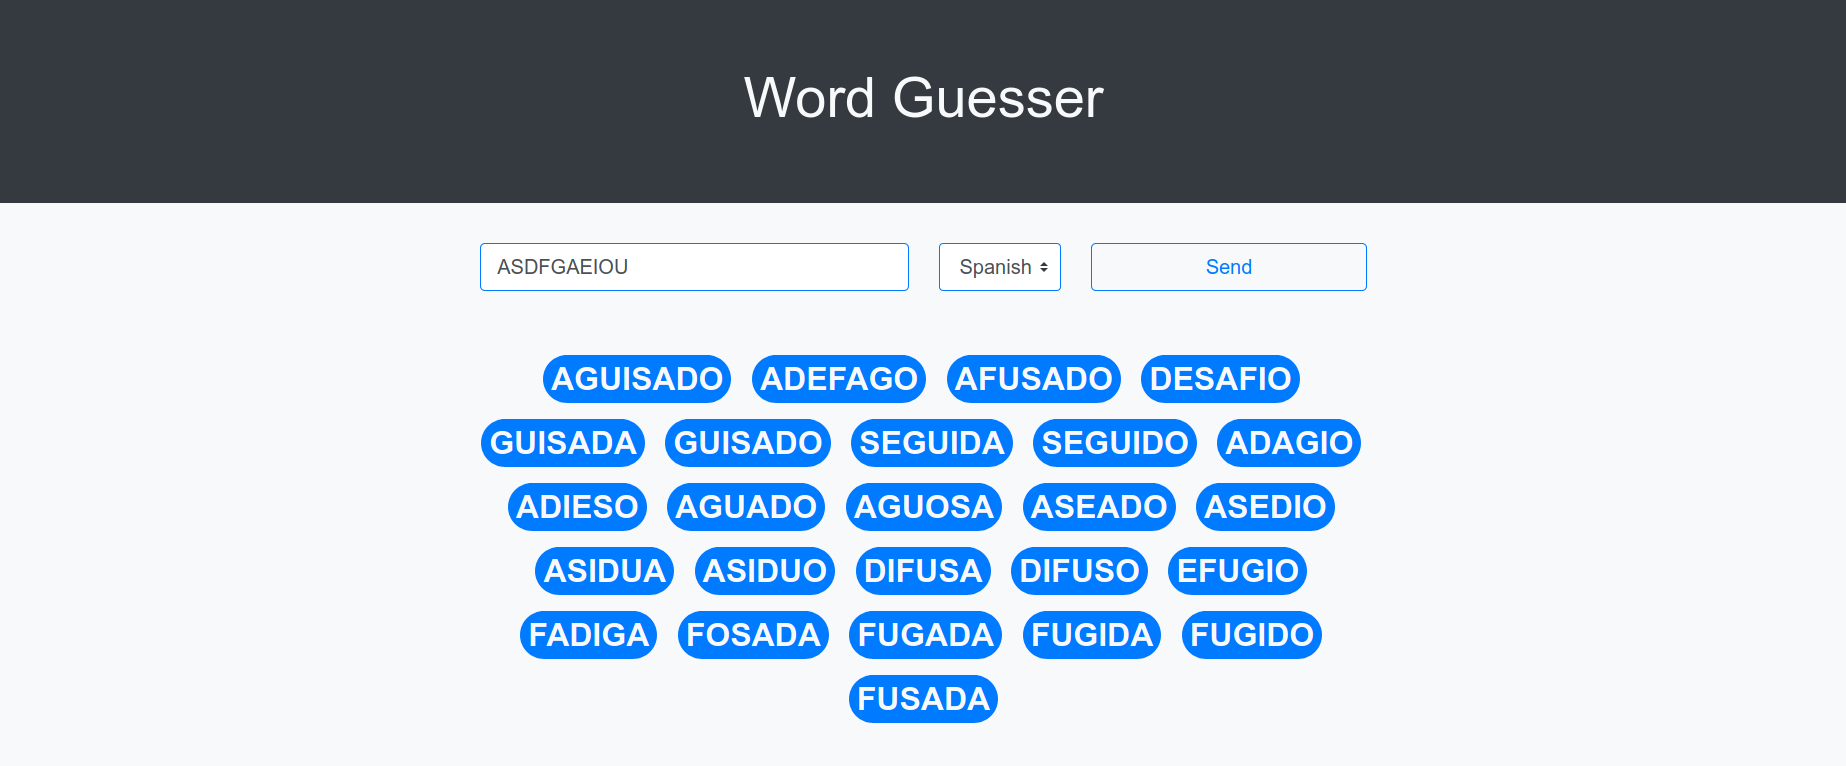 Word Guesser
ASDFGAEIOU Spanish Send
AGUISADO ADEFAGO AFUSADO DESAFIO
GUISADA GUISADO SEGUIDA SEGUIDO ADAGIO
ADIESO AGUADO AGUOSA ASEADO ASEDIO
ASIDUA ASIDUO DIFUSA DIFUSO EFUGIO
FADIGA FOSADA FUGADA FUGIDA FUGIDO
FUSADA